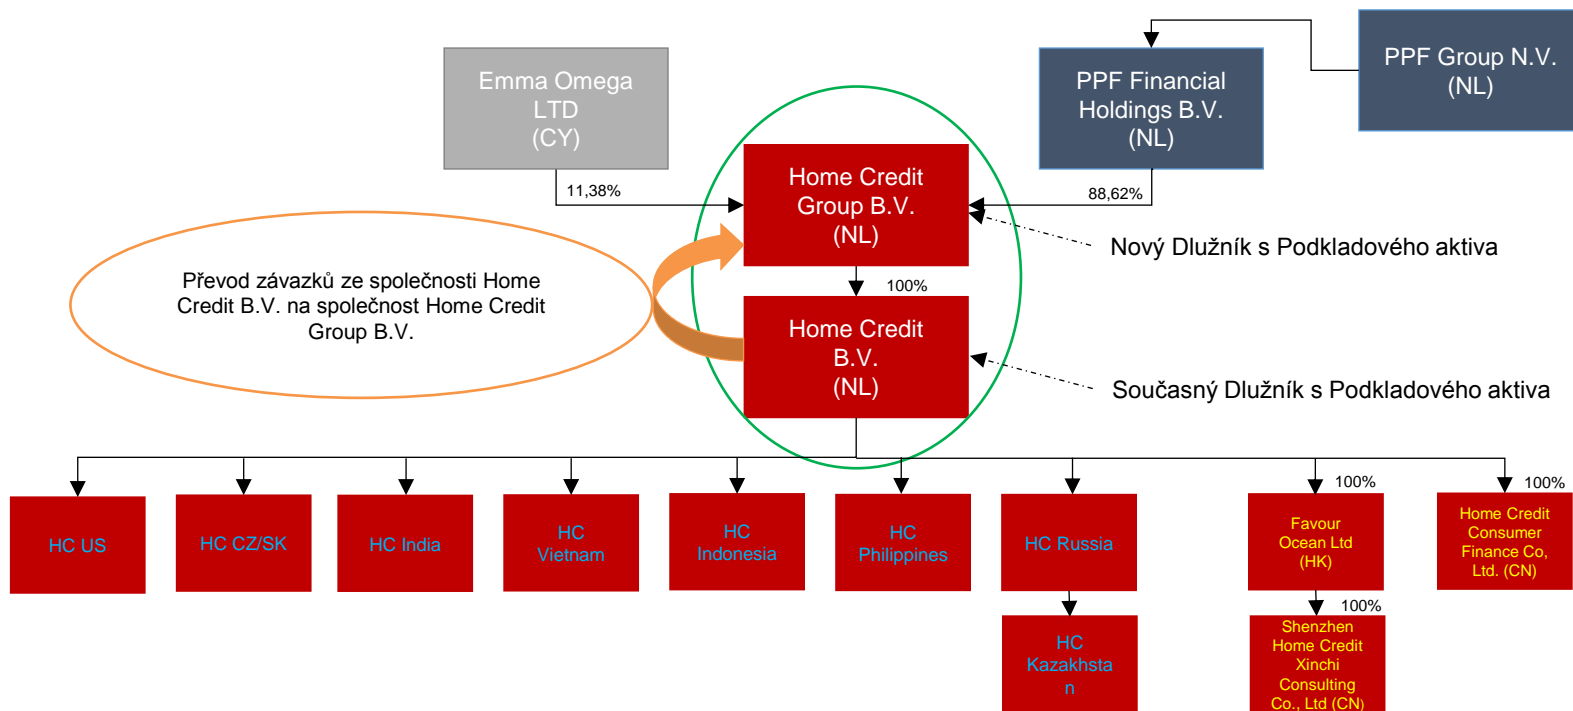 PPF Group N.V.
(NL)
Emma Omega
LTD
(CY)
PPF Financial
Holdings B.V.
(NL)
11,38%
88,62%
Home Credit
Group B.V.
(NL)
Nový Dlužník s Podkladového aktiva
Převod závazků ze společnosti Home
Credit B.V. na společnost Home Credit
Group B.V.
100%
Home Credit
B.V.
(NL)
Současný Dlužník s Podkladového aktiva
100%
100%
HC US
HC CZ/SK
HC India
HC
Vietnam
HC
Indonesia
HC
Philippines
HC Russia
Favour
Ocean Ltd
(HK)
Home Credit
Consumer
Finance Co,
Ltd. (CN)
100%
HC
Kazakhsta
n
Shenzhen
Home Credit
Xinchi
Consulting
Co., Ltd (CN)